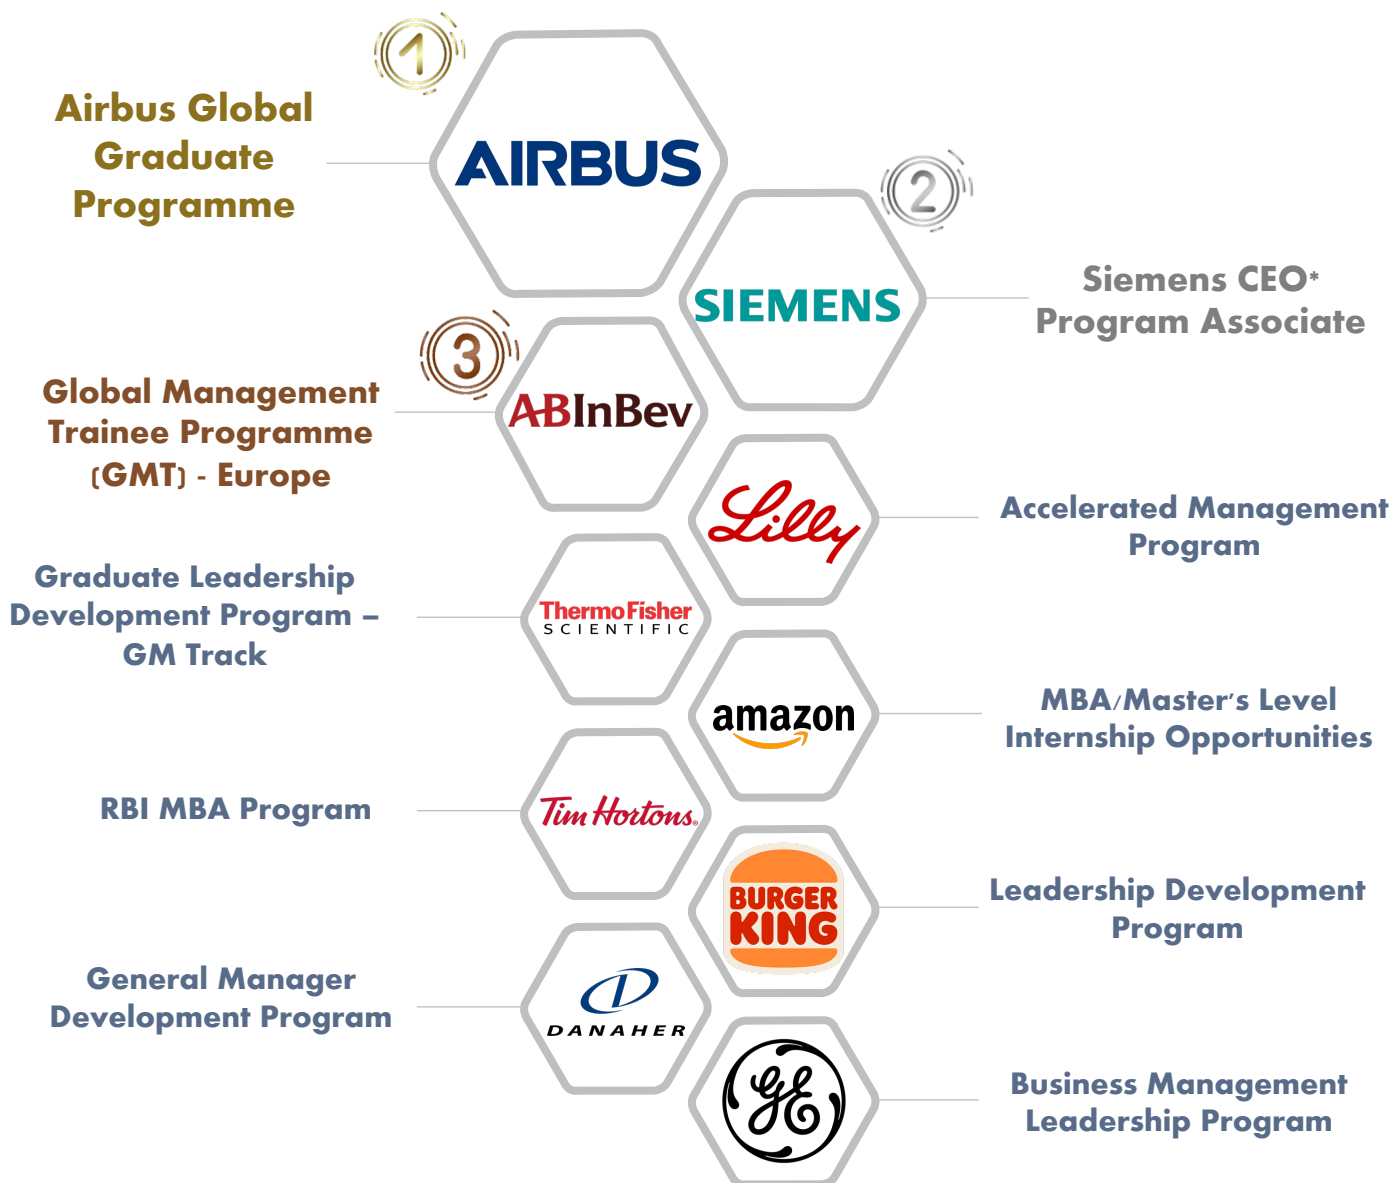 1
Airbus Global
Graduate
Programme
AIRBUS
2
SIEMENS
Siemens CEO*
Program Associate
3
Global Management
Trainee Programme
(GMT) - Europe
ABInBev
Lilly
Accelerated Management
Program
Graduate Leadership
Development Program –
GM Track
ThermoFisher
SCIENTIFIC
amazon
MBA/Master's Level
Internship Opportunities
RBI MBA Program
Tim Hortons®
BURGER
KING
Leadership Development
Program
General Manager
Development Program
DANAHER
GE
Business Management
Leadership Program